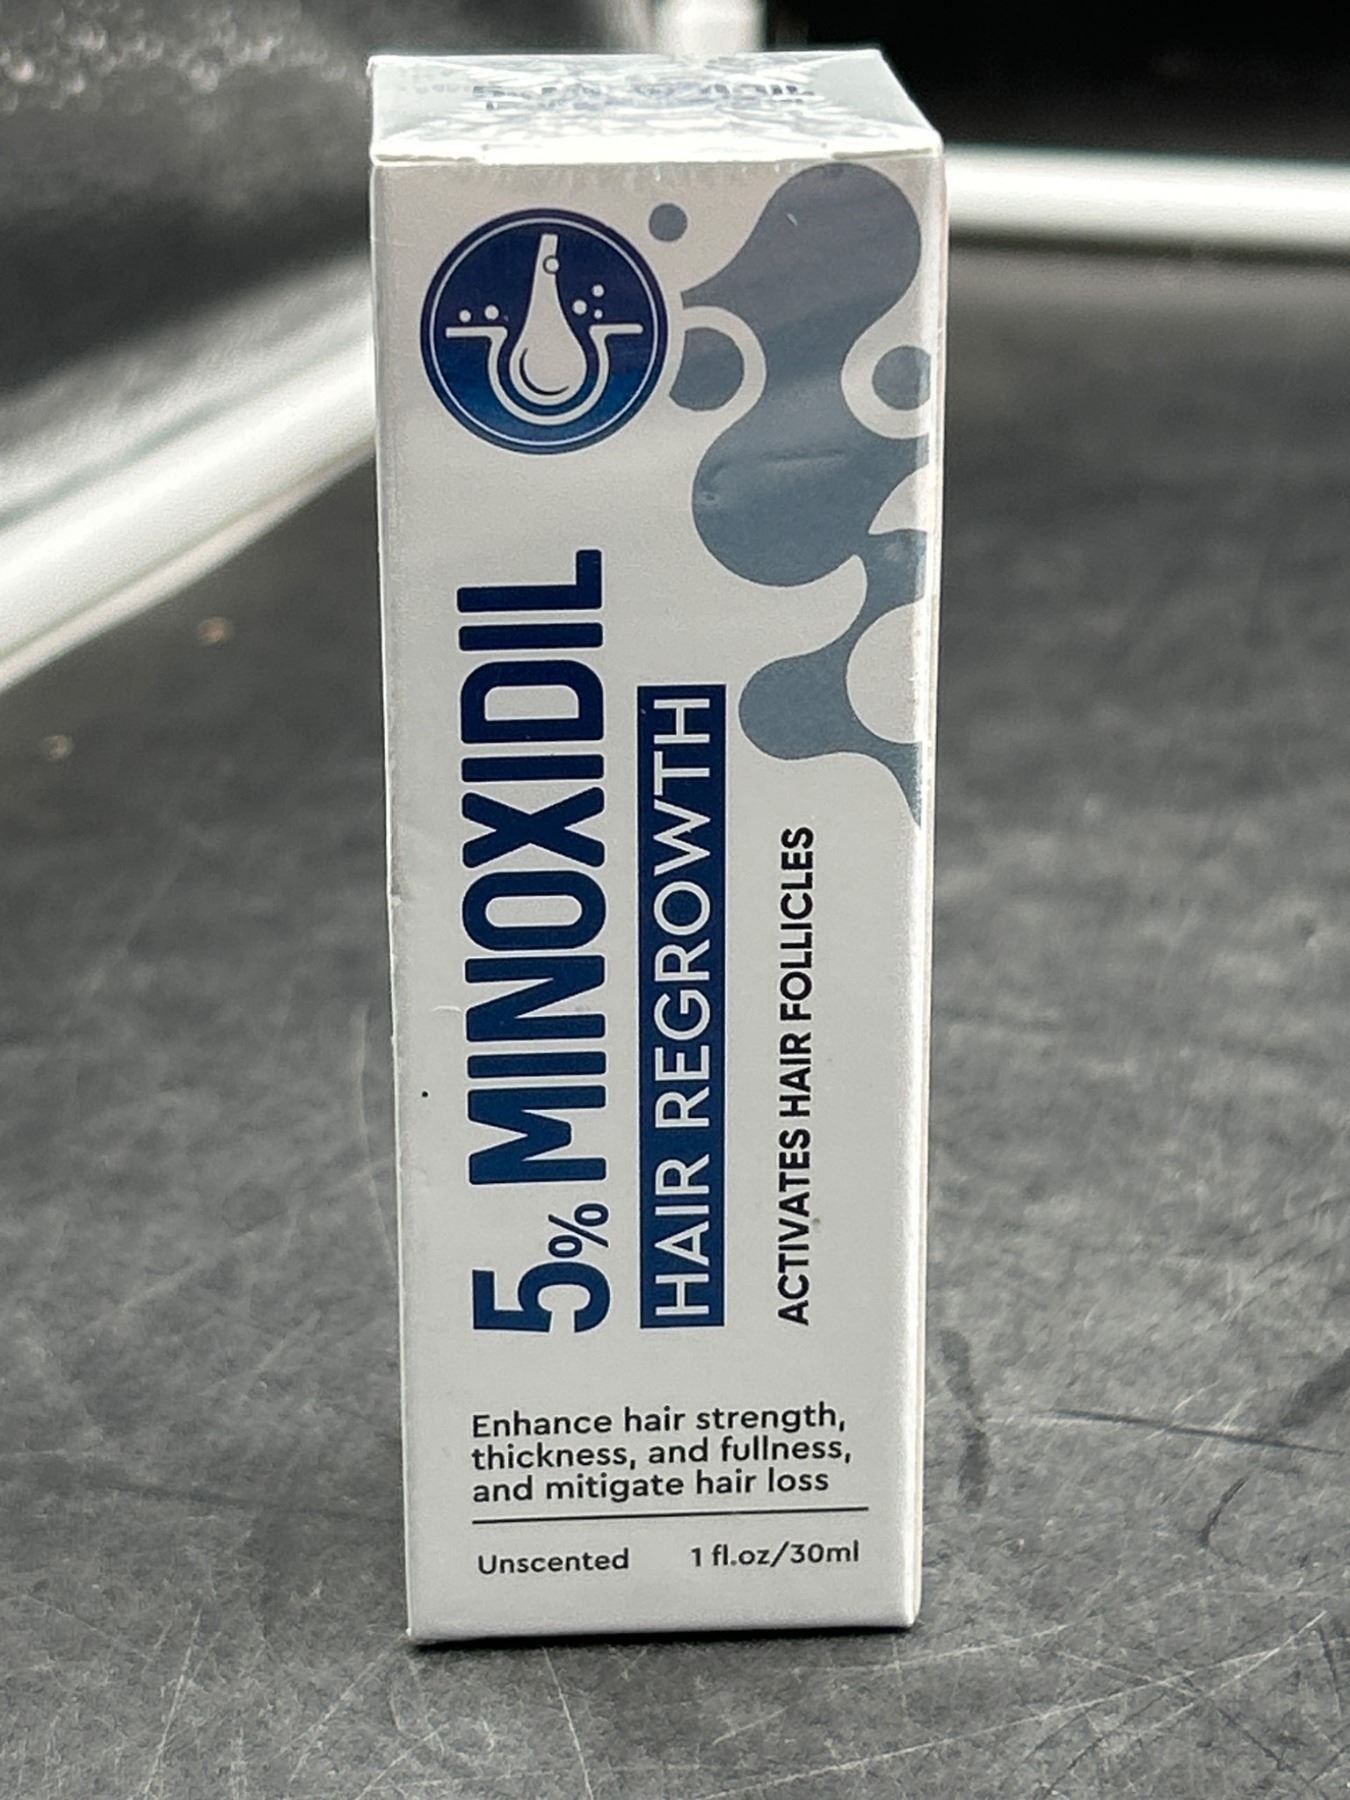 5% MINOXIDIL
HAIR REGROWTH
ACTIVATES HAIR FOLLICLES
Enhance hair strength,
thickness, and fullness,
and mitigate hair loss
Unscented 1 fl.oz/30ml